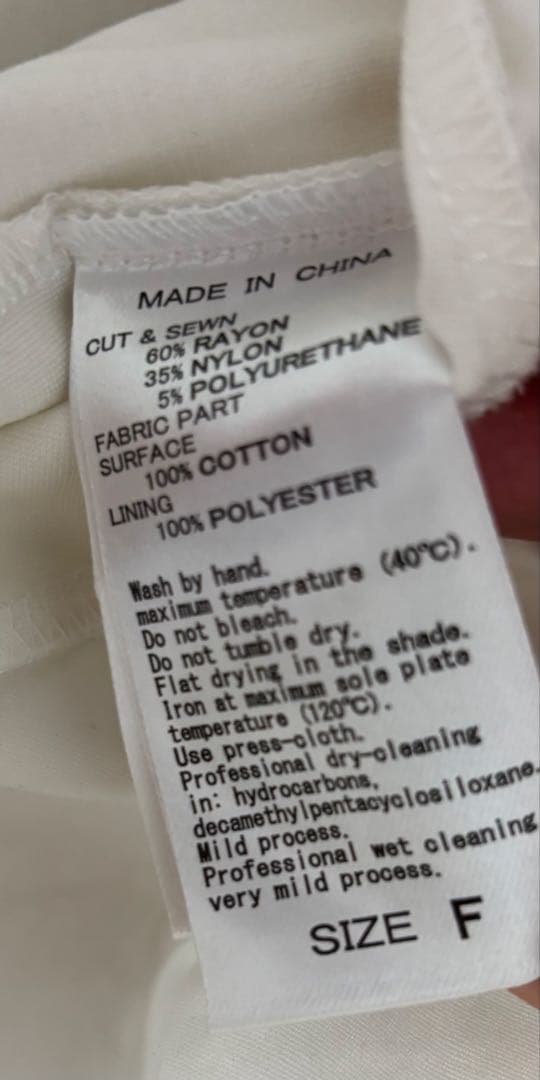 MADE IN CHINA
CUT & SEWN
60% RAYON
35% NYLON
5% POLYURETHANE
FABRIC PART
SURFACE
100% COTTON
LINING
100% POLYESTER
Wash by hand.
maximum temperature (40℃).
Do not bleach.
Do not tumble dry.
Flat drying in the shade.
Iron at maximum sole plate
temperature (120℃).
Use press-cloth.
Professional dry-cleaning
in: hydrocarbons,
decamethylpentacyclosiloxane.
Mild process.
Professional wet cleaning
very mild process.
SIZE F